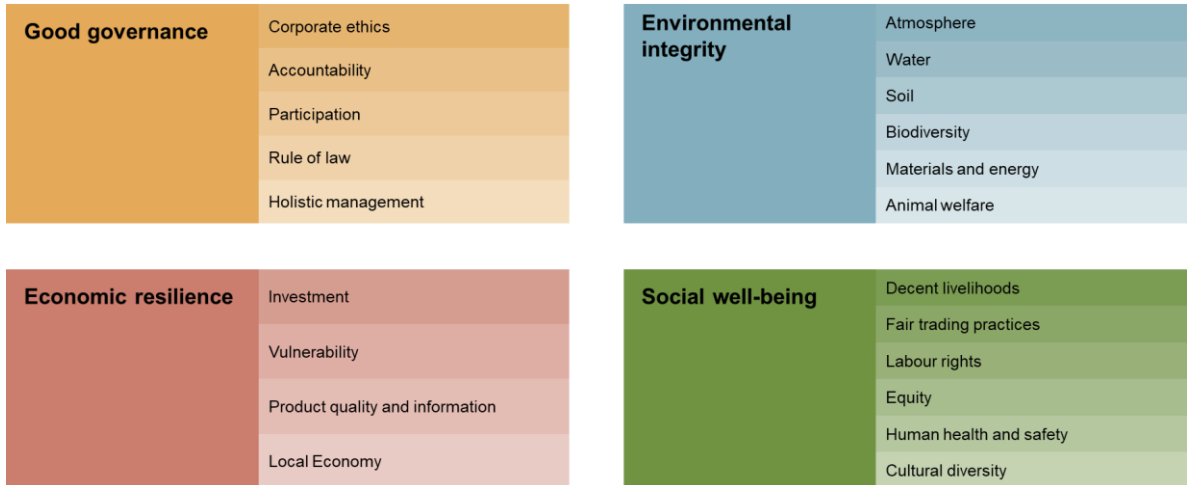 Good governance
Corporate ethics
Accountability
Participation
Rule of law
Holistic management
Environmental
integrity
Atmosphere
Water
Soil
Biodiversity
Materials and energy
Animal welfare
Economic resilience
Investment
Vulnerability
Product quality and information
Local Economy
Social well-being
Decent livelihoods
Fair trading practices
Labour rights
Equity
Human health and safety
Cultural diversity